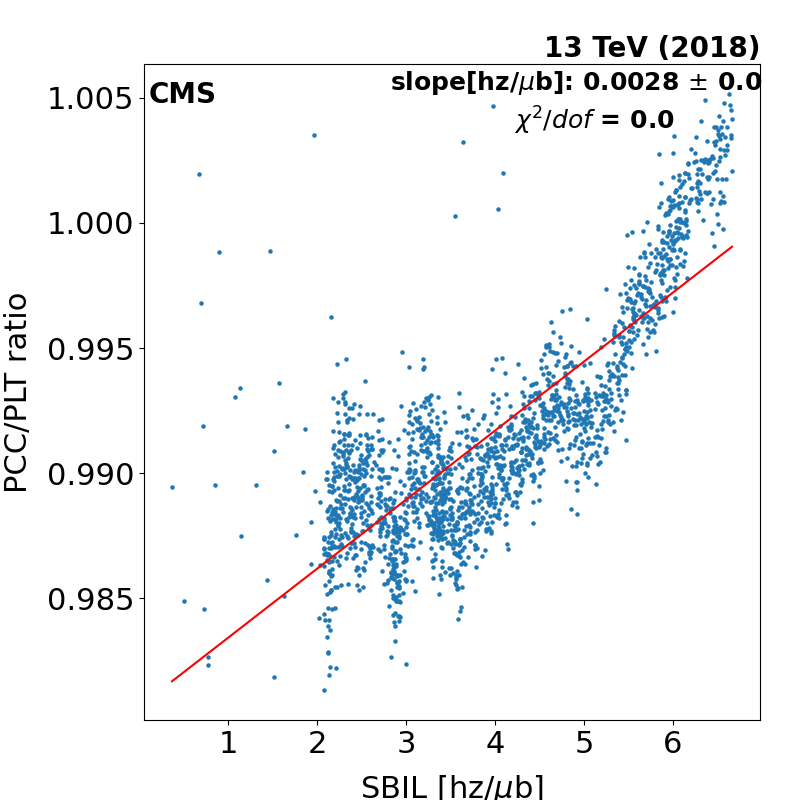 13 TeV (2018)
CMS
slope[hz/μb]: 0.0028 ± 0.0
χ²/dof = 0.0
1.005
1.000
0.995
0.990
0.985
PCC/PLT ratio
1 2 3 4 5 6
SBIL [hz/μb]